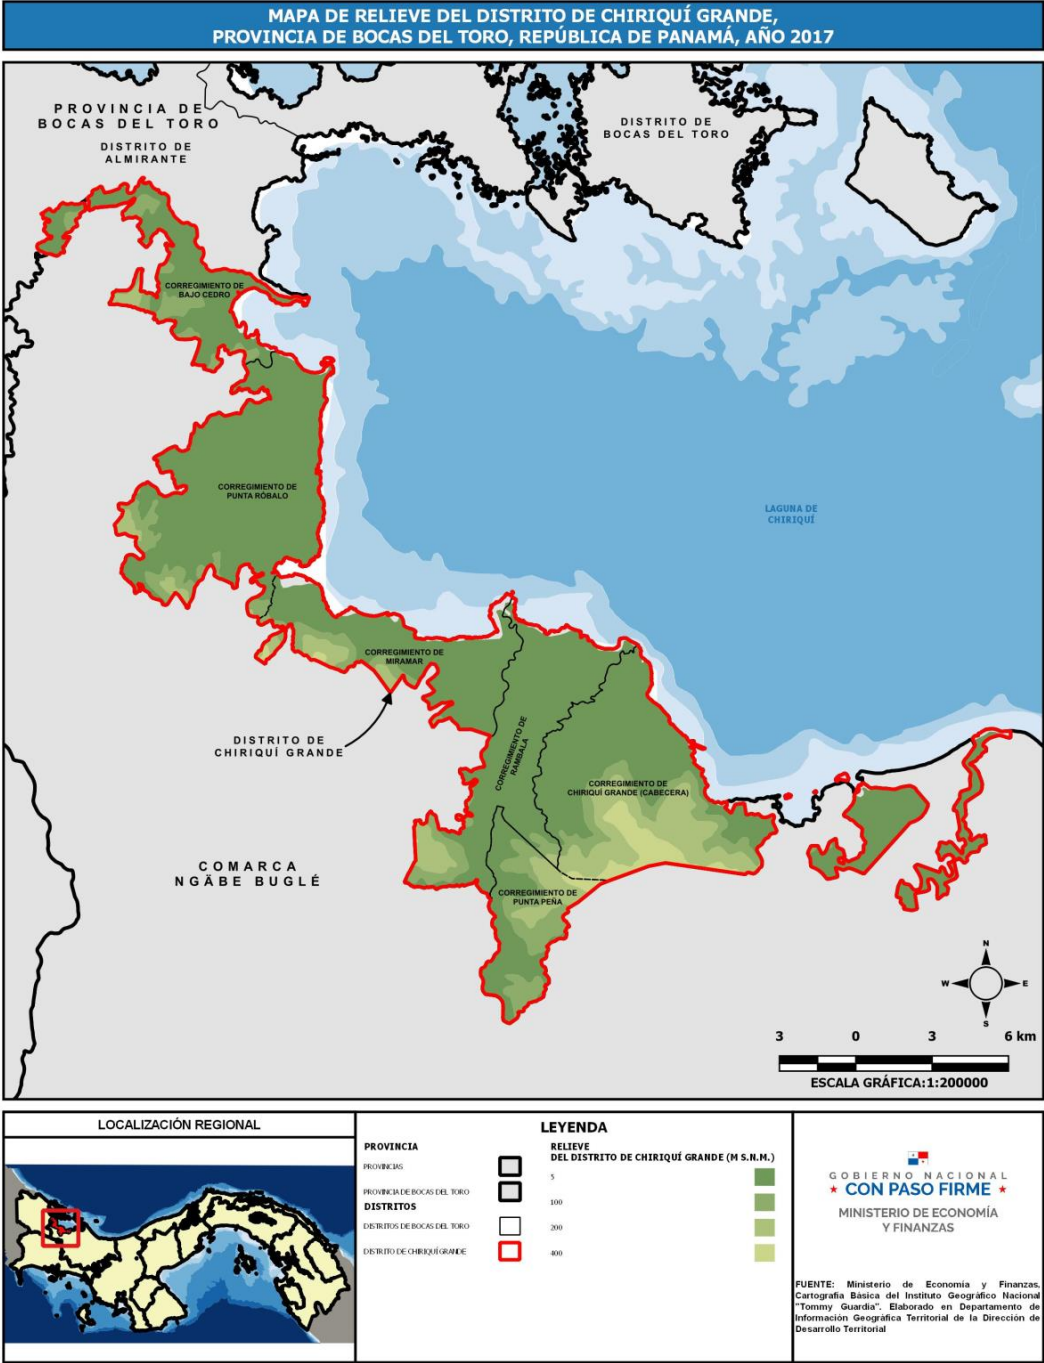 MAPA DE RELIEVE DEL DISTRITO DE CHIRIQUÍ GRANDE,
PROVINCIA DE BOCAS DEL TORO, REPÚBLICA DE PANAMÁ, AÑO 2017
PROVINCIA DE
BOCAS DEL TORO
DISTRITO DE
ALMIRANTE
DISTRITO DE
BOCAS DEL TORO
CORREGIMIENTO DE
BAJO CEDRO
CORREGIMIENTO DE
PUNTA RÓBALO
LAGUNA DE
CHIRIQUÍ
CORREGIMIENTO DE
MIRAMAR
DISTRITO DE
CHIRIQUÍ GRANDE
CORREGIMIENTO DE
RAMBALA
CORREGIMIENTO DE
CHIRIQUÍ GRANDE (CABECERA)
COMARCA
NGÄBE BUGLÉ
CORREGIMIENTO DE
PUNTA PEÑA
N
W E
S
3 0 3 6 km
ESCALA GRÁFICA:1:200000
LOCALIZACIÓN REGIONAL
LEYENDA
PROVINCIA
PROVINCIAS
PROVINCIA DE BOCAS DEL TORO
DISTRITOS
DISTRITOS DE BOCAS DEL TORO
DISTRITO DE CHIRIQUÍ GRANDE
RELIEVE
DEL DISTRITO DE CHIRIQUÍ GRANDE (M S.N.M.)
5
100
200
400
GOBIERNO NACIONAL
CON PASO FIRME
MINISTERIO DE ECONOMÍA
Y FINANZAS
FUENTE: Ministerio de Economía y Finanzas,
Cartografía Básica del Instituto Geográfico Nacional
"Tommy Guardia". Elaborado en Departamento de
Información Geográfica Territorial de la Dirección de
Desarrollo Territorial